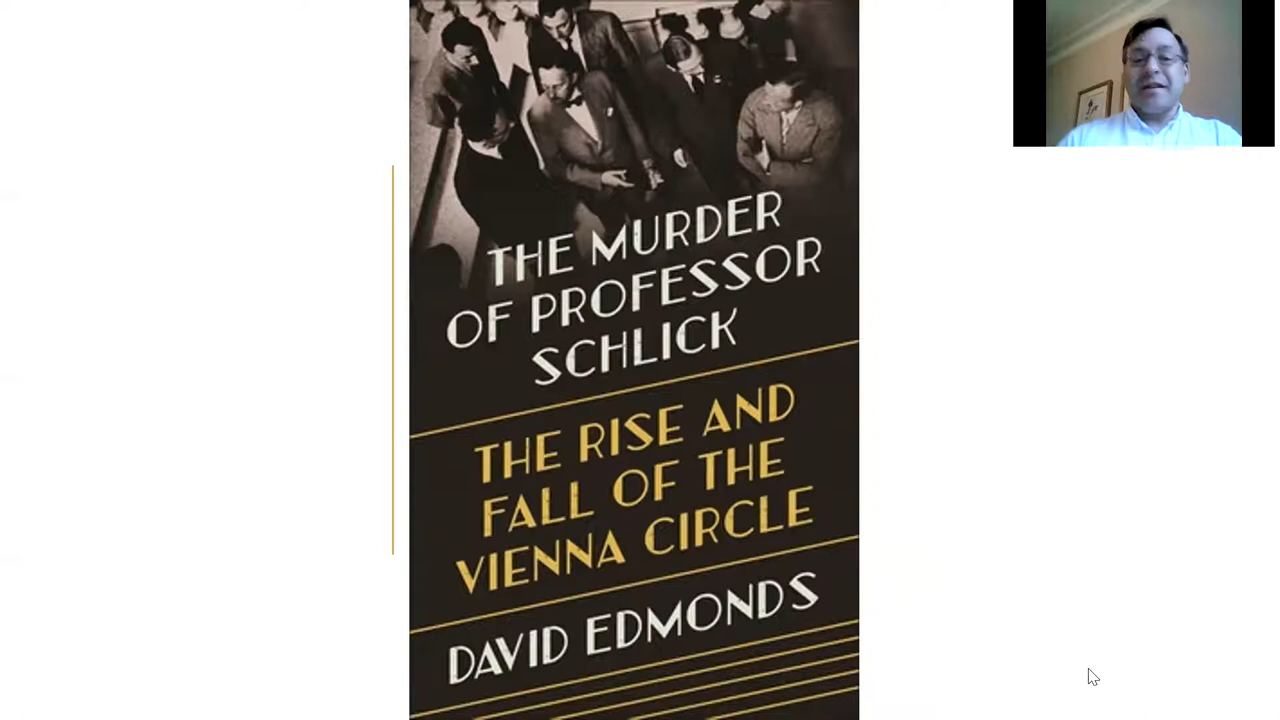 THE MURDER
OF PROFESSOR
SCHLICK
THE RISE AND
FALL OF THE
VIENNA CIRCLE
DAVID EDMONDS